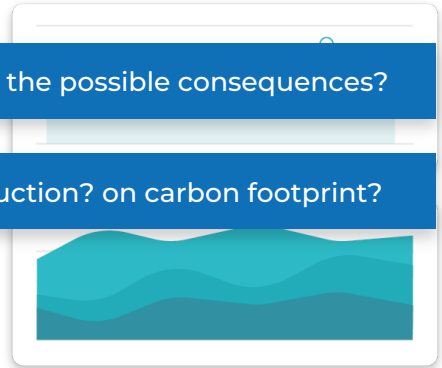 the possible consequences?
uction? on carbon footprint?